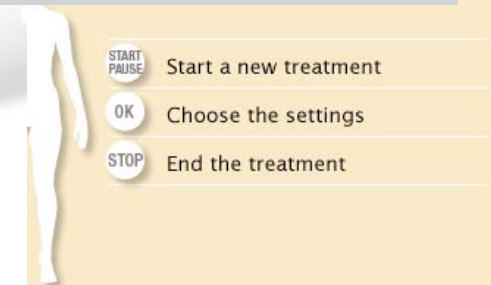 START
PAUSE
Start a new treatment
OK
Choose the settings
STOP
End the treatment